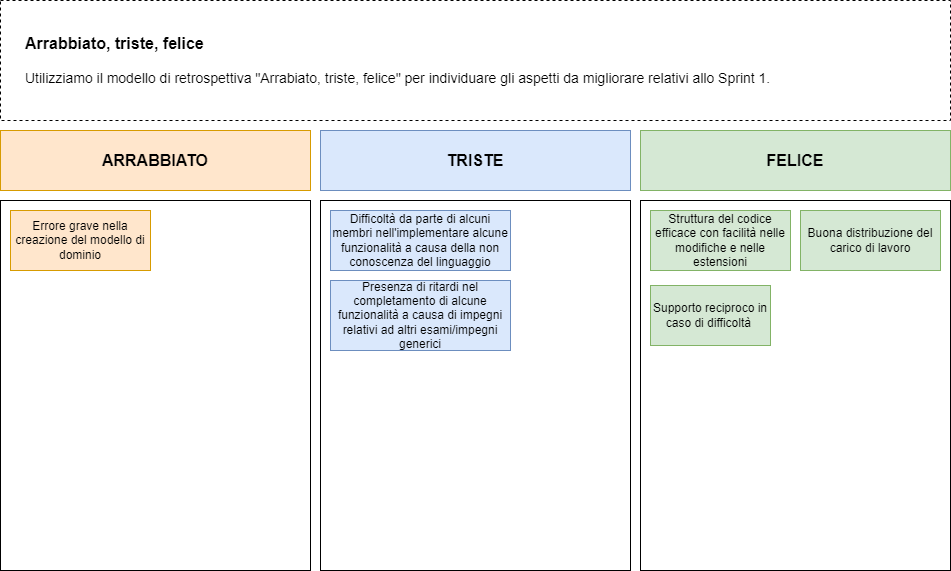 Arrabbiato, triste, felice
Utilizziamo il modello di retrospettiva "Arrabiato, triste, felice" per individuare gli aspetti da migliorare relativi allo Sprint 1.
ARRABBIATO
TRISTE
FELICE
Errore grave nella
creazione del modello di
dominio
Difficoltà da parte di alcuni
membri nell'implementare alcune
funzionalità a causa della non
conoscenza del linguaggio
Presenza di ritardi nel
completamento di alcune
funzionalità a causa di impegni
relativi ad altri esami/impegni
generici
Struttura del codice
efficace con facilità nelle
modifiche e nelle
estensioni
Buona distribuzione del
carico di lavoro
Supporto reciproco in
caso di difficoltà